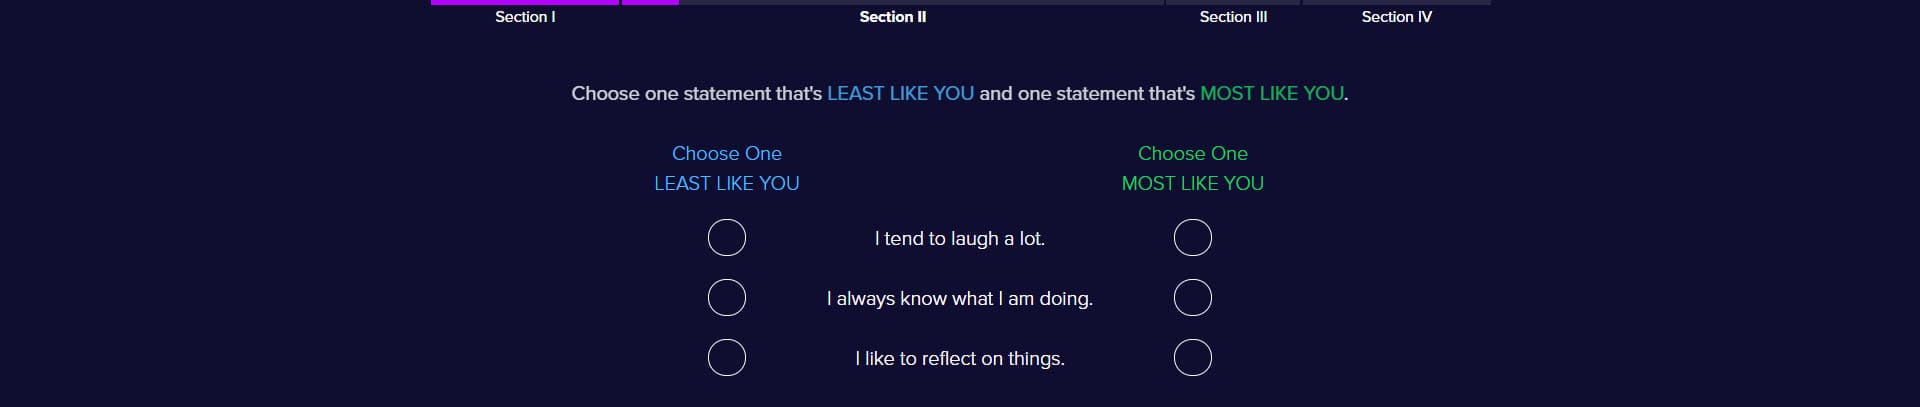 Section I
Section II
Section III
Section IV
Choose one statement that's LEAST LIKE YOU and one statement that's MOST LIKE YOU.
Choose One
LEAST LIKE YOU
Choose One
MOST LIKE YOU
I tend to laugh a lot.
I always know what I am doing.
I like to reflect on things.